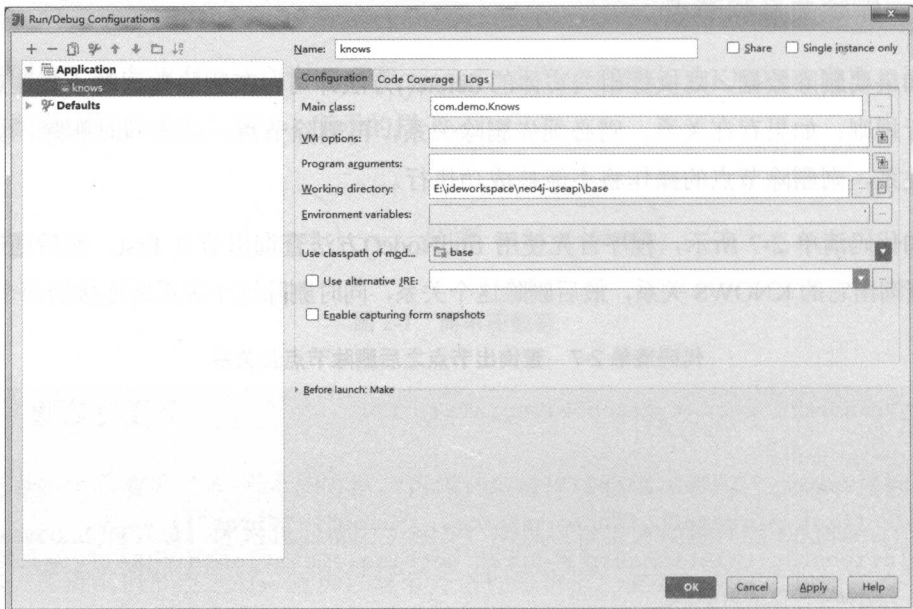 Run/Debug Configurations
Name: knows
Share
Single instance only
Application
knows
Defaults
Configuration
Code Coverage
Logs
Main class: com.demo.Knows
VM options:
Program arguments:
Working directory: E:\ideworkspace\neo4j-useapi\base
Environment variables:
Use classpath of mod... base
Use alternative JRE:
Enable capturing form snapshots
Before launch: Make
OK
Cancel
Apply
Help